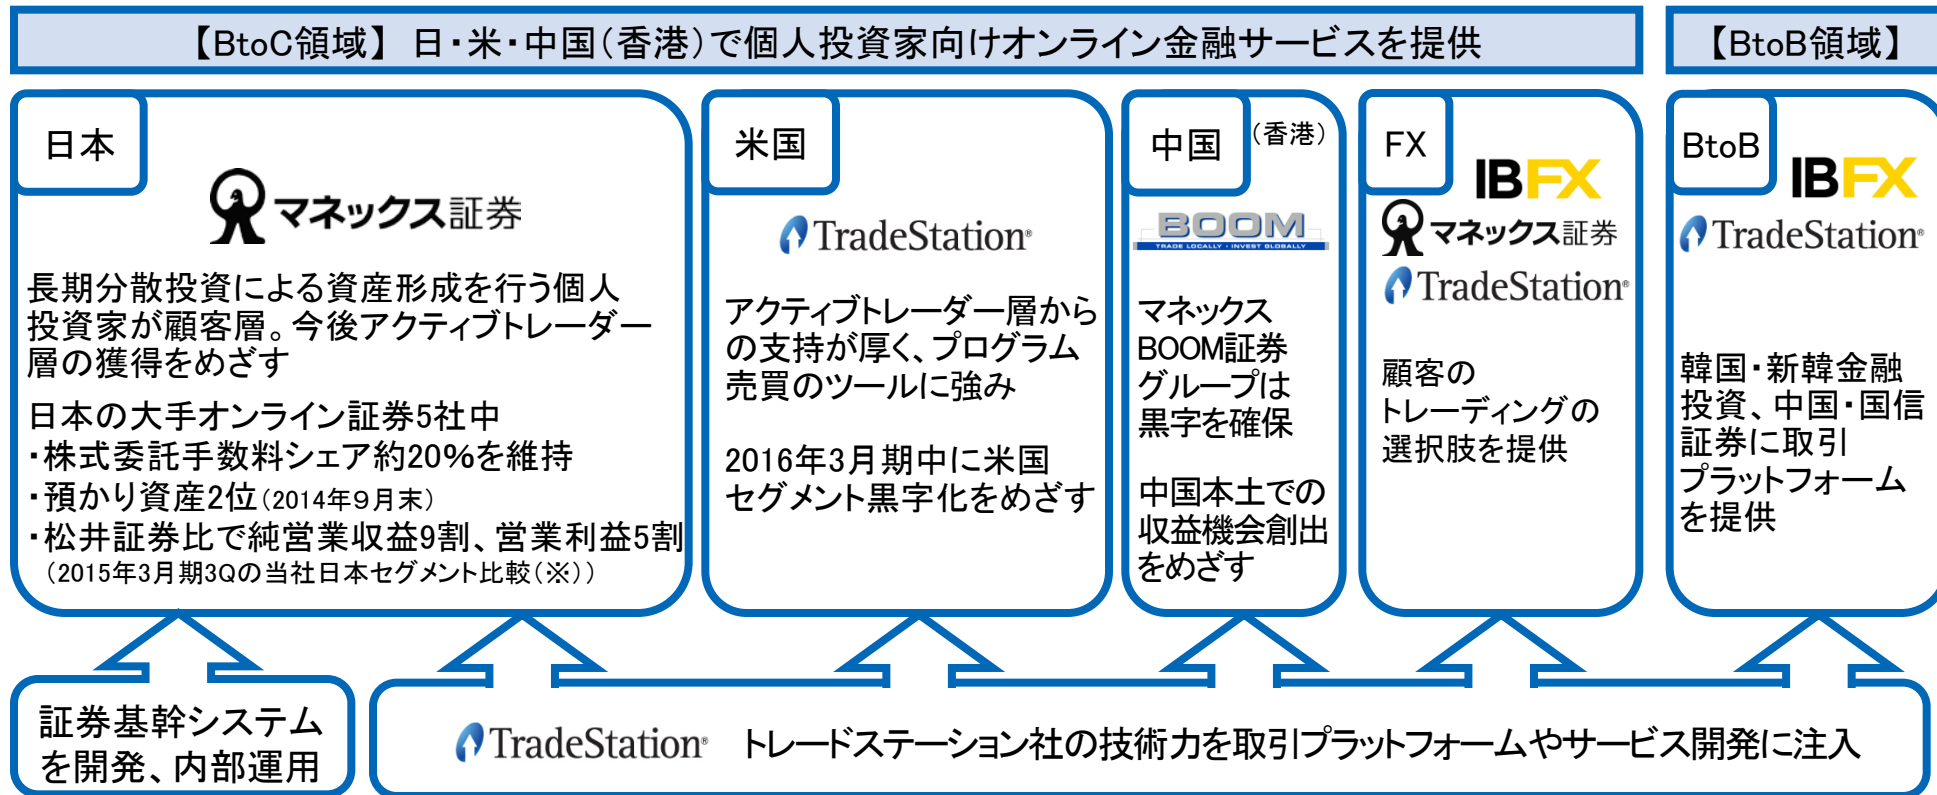 【BtoC領域】 日・米・中国(香港)で個人投資家向けオンライン金融サービスを提供
【BtoB領域】
日本
マネックス証券
長期分散投資による資産形成を行う個人
投資家が顧客層。今後アクティブトレーダー
層の獲得をめざす
日本の大手オンライン証券5社中
・株式委託手数料シェア約20%を維持
・預かり資産2位(2014年9月末)
・松井証券比で純営業収益9割、営業利益5割
(2015年3月期3Qの当社日本セグメント比較(※))
米国
TradeStation®
アクティブトレーダー層から
の支持が厚く、プログラム
売買のツールに強み
2016年3月期中に米国
セグメント黒字化をめざす
中国 (香港)
BOOM
TRADE LOCALLY・INVEST GLOBALLY
マネックス
BOOM証券
グループは
黒字を確保
中国本土での
収益機会創出
をめざす
FX
IBFX
マネックス証券
TradeStation®
顧客の
トレーディングの
選択肢を提供
BtoB
IBFX
TradeStation®
韓国・新韓金融
投資、中国・国信
証券に取引
プラットフォーム
を提供
証券基幹システム
を開発、内部運用
TradeStation® トレードステーション社の技術力を取引プラットフォームやサービス開発に注入